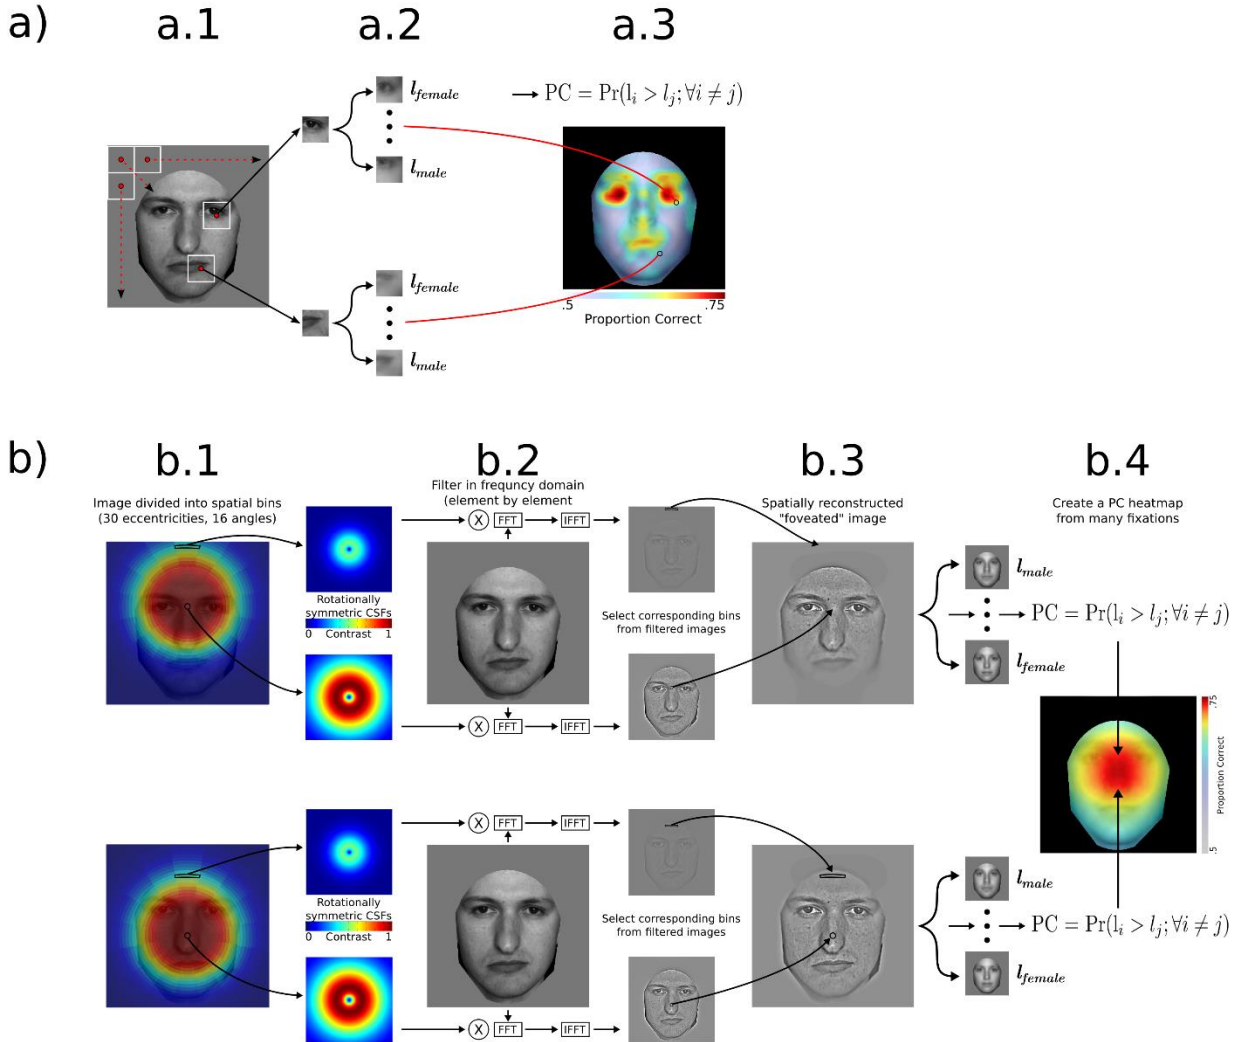 a)
a.1
a.2
a.3
l_female
PC = Pr(l_i > l_j; ∀i ≠ j)
l_male
l_female
l_male
.5
.75
Proportion Correct
b)
b.1
b.2
b.3
b.4
Image divided into spatial bins
(30 eccentricities, 16 angles)
Filter in frequncy domain
(element by element
Spatially reconstructed
"foveated" image
Create a PC heatmap
from many fixations
X
FFT
IFFT
Rotationally
symmetric CSFs
0
Contrast
1
Select corresponding bins
from filtered images
X
FFT
IFFT
l_male
PC = Pr(l_i > l_j; ∀i ≠ j)
l_female
.75
Proportion Correct
.5
X
FFT
IFFT
Rotationally
symmetric CSFs
0
Contrast
1
Select corresponding bins
from filtered images
X
FFT
IFFT
l_male
PC = Pr(l_i > l_j; ∀i ≠ j)
l_female